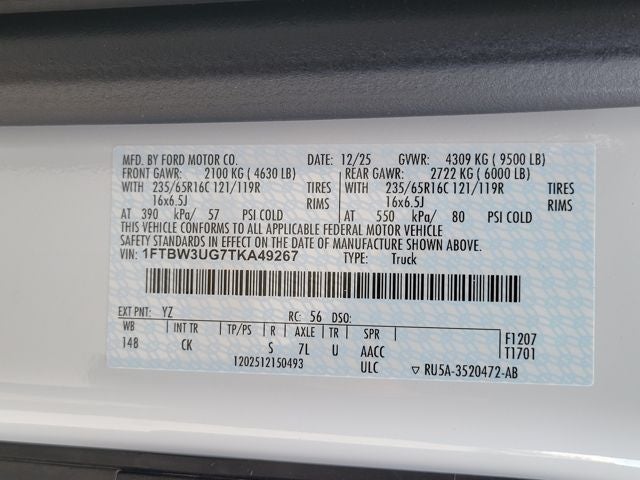 MFD. BY FORD MOTOR CO. DATE: 12/25 GVWR: 4309 KG ( 9500 LB)
FRONT GAWR: 2100 KG ( 4630 LB) REAR GAWR: 2722 KG ( 6000 LB)
WITH 235/65R16C 121/119R TIRES WITH 235/65R16C 121/119R TIRES
16x6.5J RIMS 16x6.5J RIMS
AT 390 kPa/ 57 PSI COLD AT 550 kPa/ 80 PSI COLD
THIS VEHICLE CONFORMS TO ALL APPLICABLE FEDERAL MOTOR VEHICLE
SAFETY STANDARDS IN EFFECT ON THE DATE OF MANUFACTURE SHOWN ABOVE.
VIN: 1FTBW3UG7TKA49267 TYPE: Truck
EXT PNT: YZ RC: 56 DSO:
WB INT TR TP/PS R AXLE TR SPR F1207
148 CK S 7L U AACC T1701
1202512150493 ULC ▽ RU5A-3520472-AB